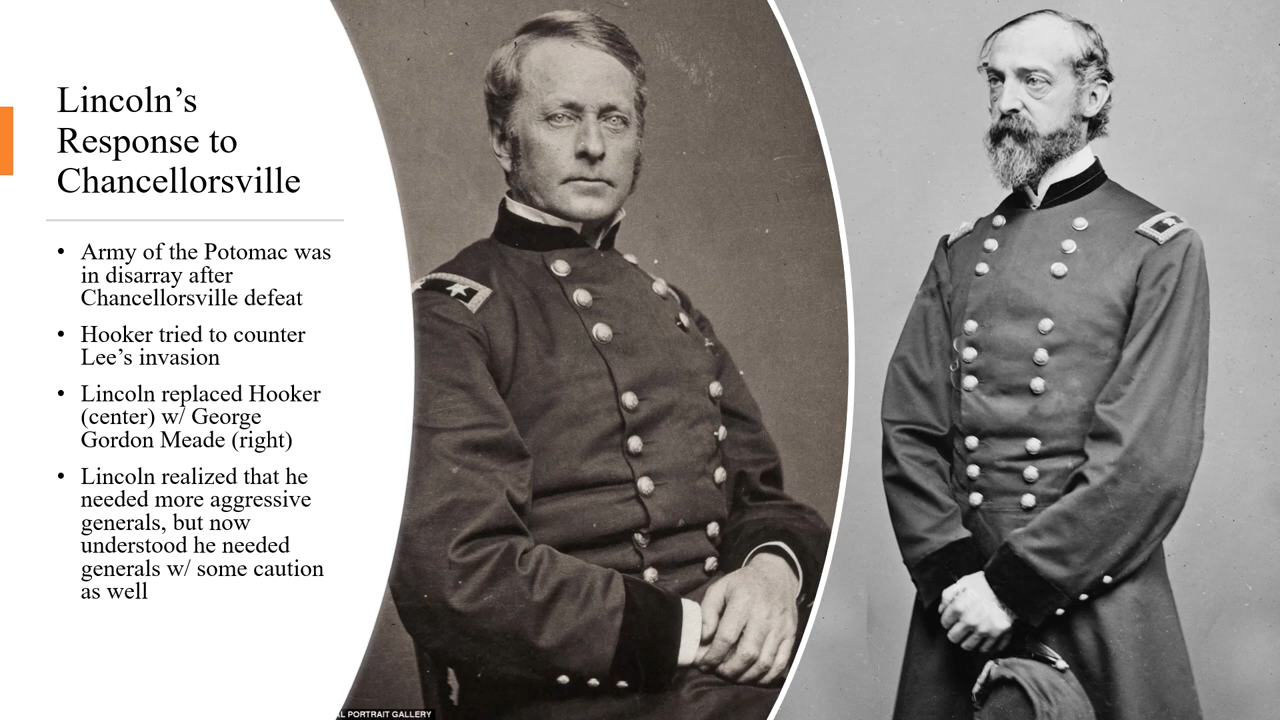 Lincoln’s
Response to
Chancellorsville
• Army of the Potomac was
in disarray after
Chancellorsville defeat
• Hooker tried to counter
Lee’s invasion
• Lincoln replaced Hooker
(center) w/ George
Gordon Meade (right)
• Lincoln realized that he
needed more aggressive
generals, but now
understood he needed
generals w/ some caution
as well
PORTRAIT GALLERY